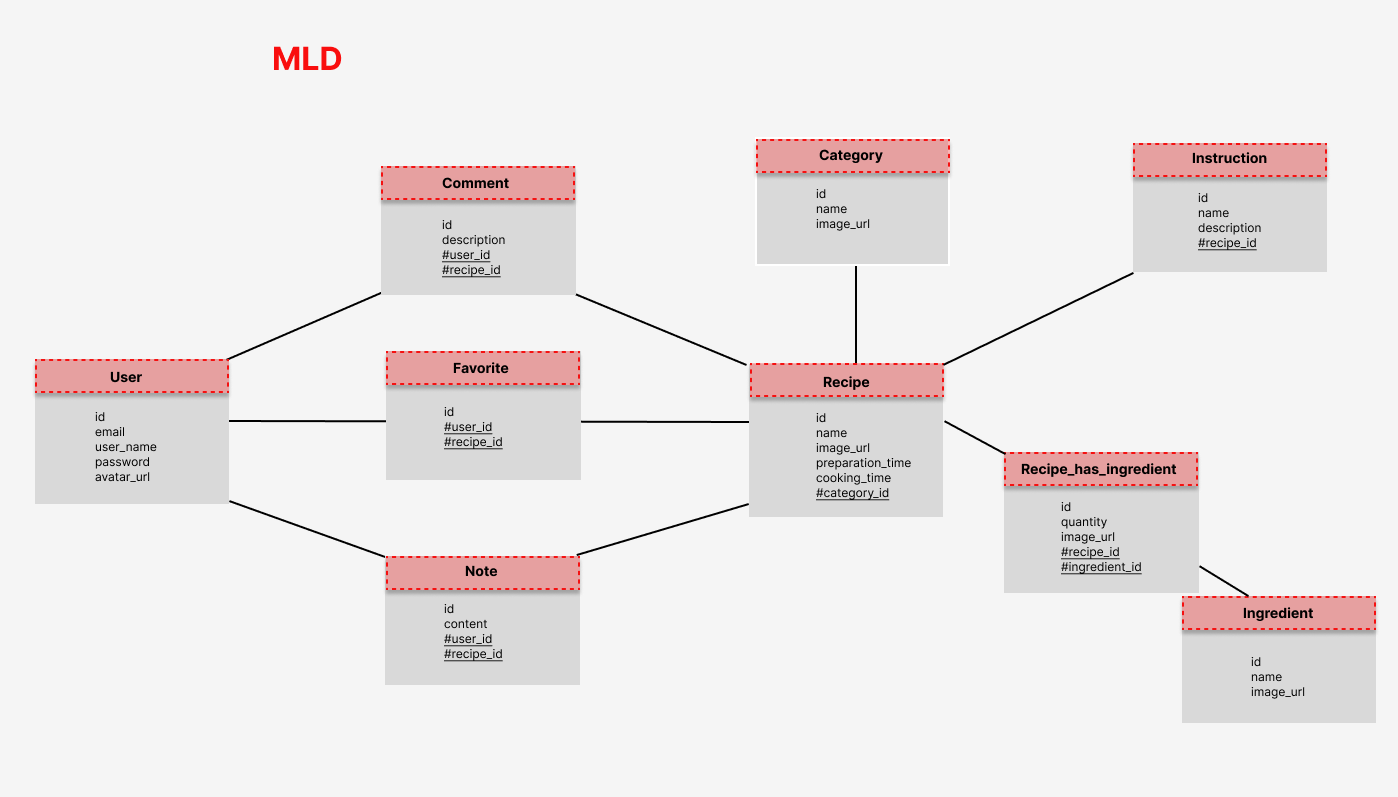 MLD
Comment
id
description
#user_id
#recipe_id
Category
id
name
image_url
Instruction
id
name
description
#recipe_id
User
id
email
user_name
password
avatar_url
Favorite
id
#user_id
#recipe_id
Recipe
id
name
image_url
preparation_time
cooking_time
#category_id
Recipe_has_ingredient
id
quantity
image_url
#recipe_id
#ingredient_id
Note
id
content
#user_id
#recipe_id
Ingredient
id
name
image_url